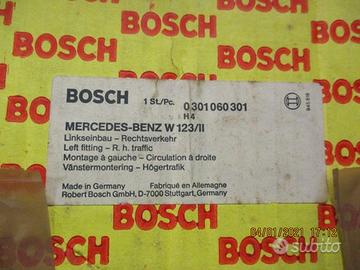 BOSCH BOSCH BOSCH
BOSCH
1 St./Pc.
0 301 060 301
H4
MERCEDES-BENZ W 123/II
Linkseinbau – Rechtsverkehr
Left fitting – R. h. traffic
Montage à gauche – Circulation à droite
Vänstermontering – Högertrafik
Made in Germany Fabriqué en Allemagne
Robert Bosch GmbH, D-7000 Stuttgart, Germany
BOSCH
BOSCH
BOSCH
04/01/2021 17:12
subito